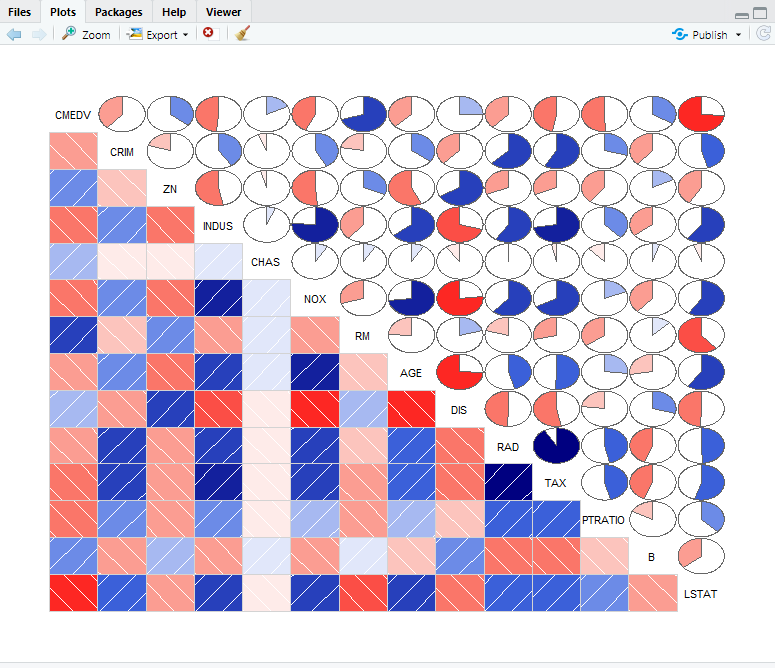 Files Plots Packages Help Viewer
Zoom Export Publish
CMEDV
CRIM
ZN
INDUS
CHAS
NOX
RM
AGE
DIS
RAD
TAX
PTRATIO
B
LSTAT